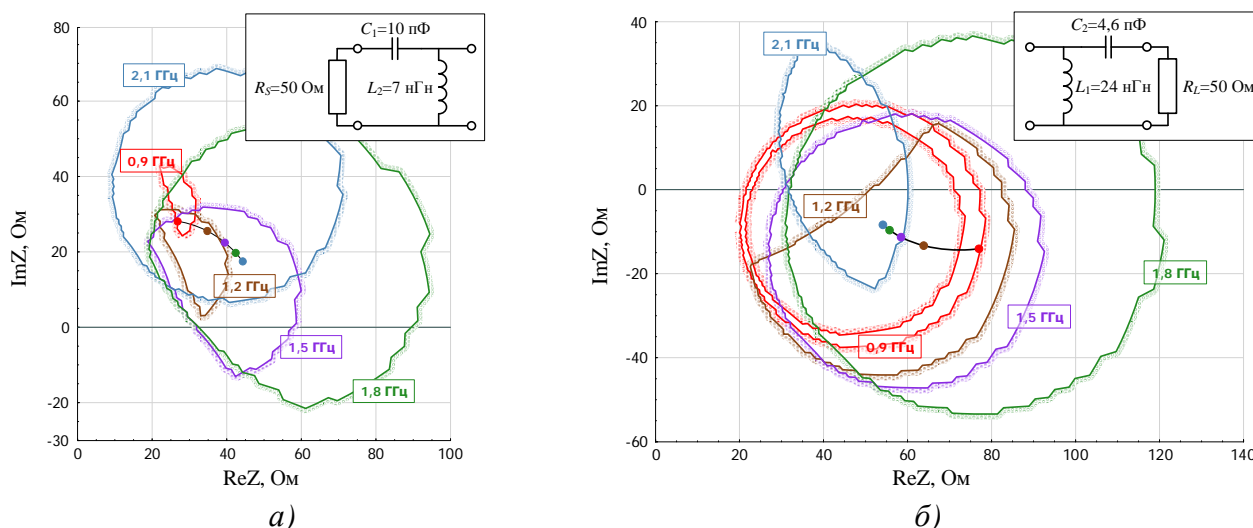 80
60
40
20
0
-20
-30
0 20 40 60 80 100
ImZ, Ом
ReZ, Ом
2,1 ГГц
0,9 ГГц
1,2 ГГц
1,5 ГГц
1,8 ГГц
C1=10 пФ
RS=50 Ом
L2=7 нГн
а)
40
20
0
-20
-40
-60
0 20 40 60 80 100 120 140
ImZ, Ом
ReZ, Ом
2,1 ГГц
1,2 ГГц
0,9 ГГц
1,5 ГГц
1,8 ГГц
C2=4,6 пФ
L1=24 нГн
RL=50 Ом
б)